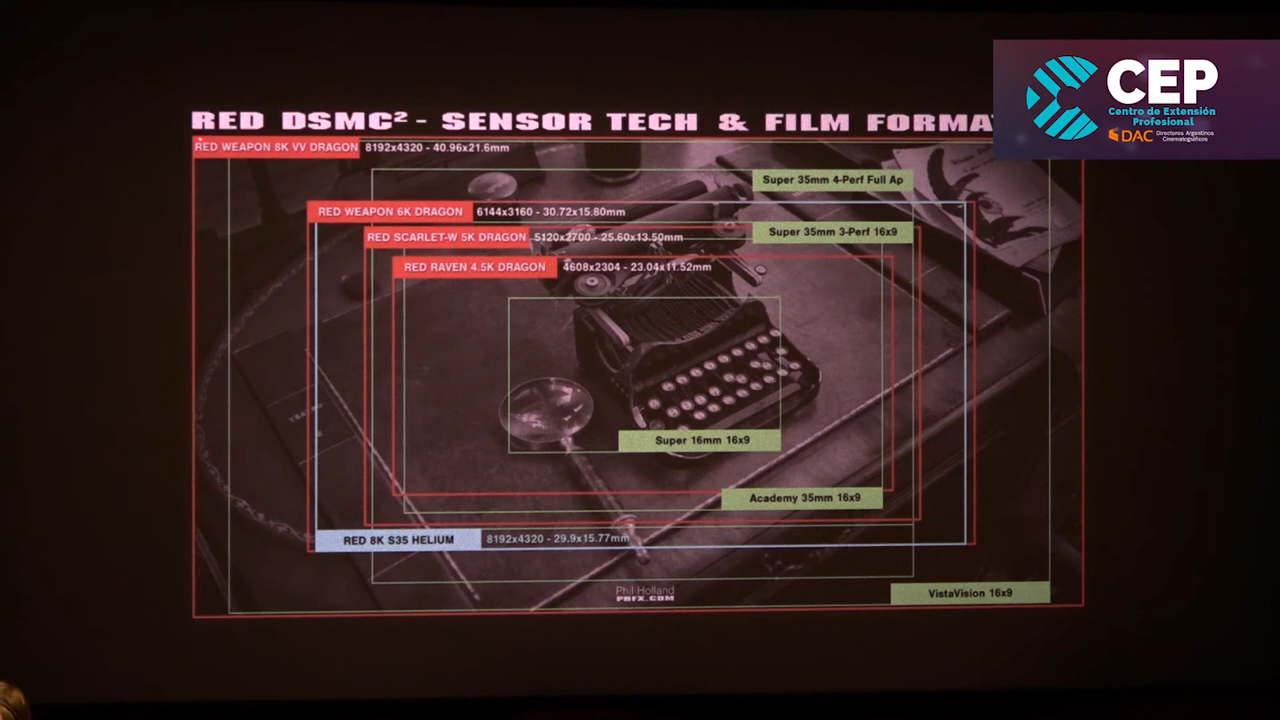 CEP
Centro de Extensión
Profesional
DAC Directores Argentinos
Cinematográficos
RED DSMC² - SENSOR TECH & FILM FORMA
RED WEAPON 8K VV DRAGON 8192x4320 - 40.96x21.6mm
Super 35mm 4-Perf Full Ap
RED WEAPON 6K DRAGON 6144x3160 - 30.72x15.80mm
Super 35mm 3-Perf 16x9
RED SCARLET-W 5K DRAGON 5120x2700 - 25.60x13.50mm
RED RAVEN 4.5K DRAGON 4608x2304 - 23.04x11.52mm
Super 16mm 16x9
Academy 35mm 16x9
RED 8K S35 HELIUM 8192x4320 - 29.9x15.77mm
VistaVision 16x9
Phil Holland
PHFX.COM